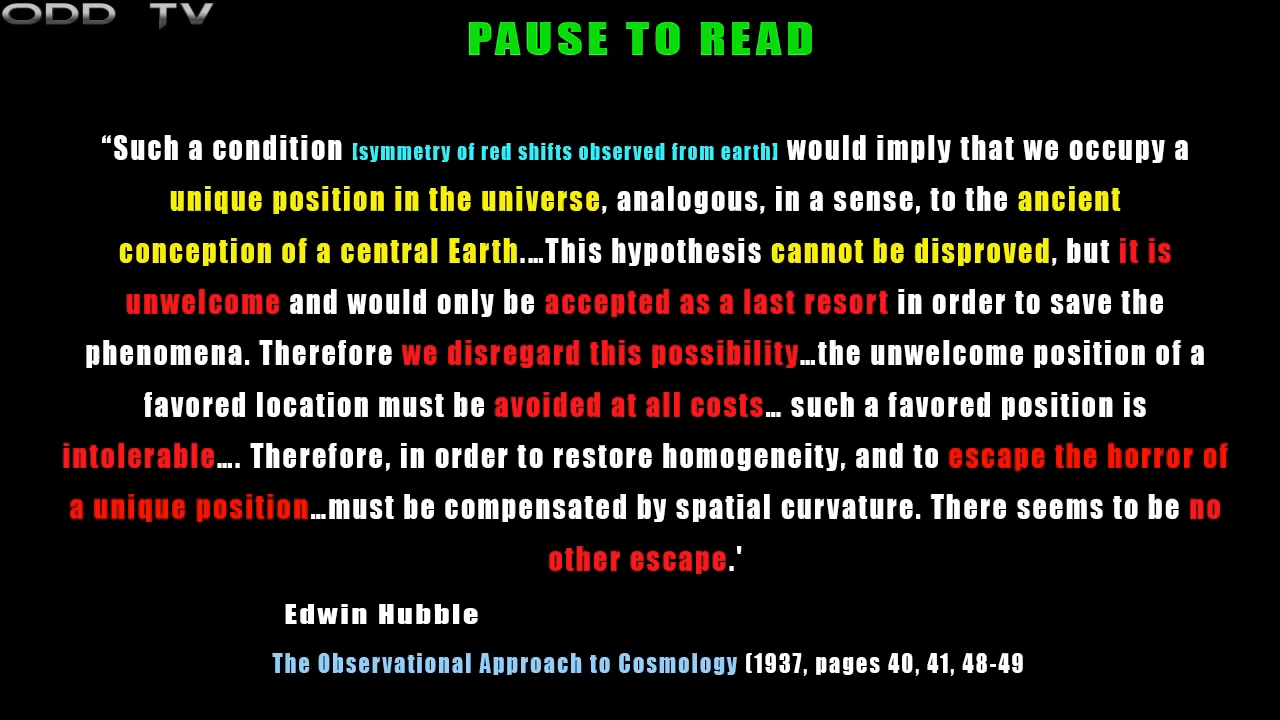 ODD TV
PAUSE TO READ
“Such a condition [symmetry of red shifts observed from earth] would imply that we occupy a
unique position in the universe, analogous, in a sense, to the ancient
conception of a central Earth.…This hypothesis cannot be disproved, but it is
unwelcome and would only be accepted as a last resort in order to save the
phenomena. Therefore we disregard this possibility…the unwelcome position of a
favored location must be avoided at all costs… such a favored position is
intolerable…. Therefore, in order to restore homogeneity, and to escape the horror of
a unique position…must be compensated by spatial curvature. There seems to be no
other escape.'
Edwin Hubble
The Observational Approach to Cosmology (1937, pages 40, 41, 48-49